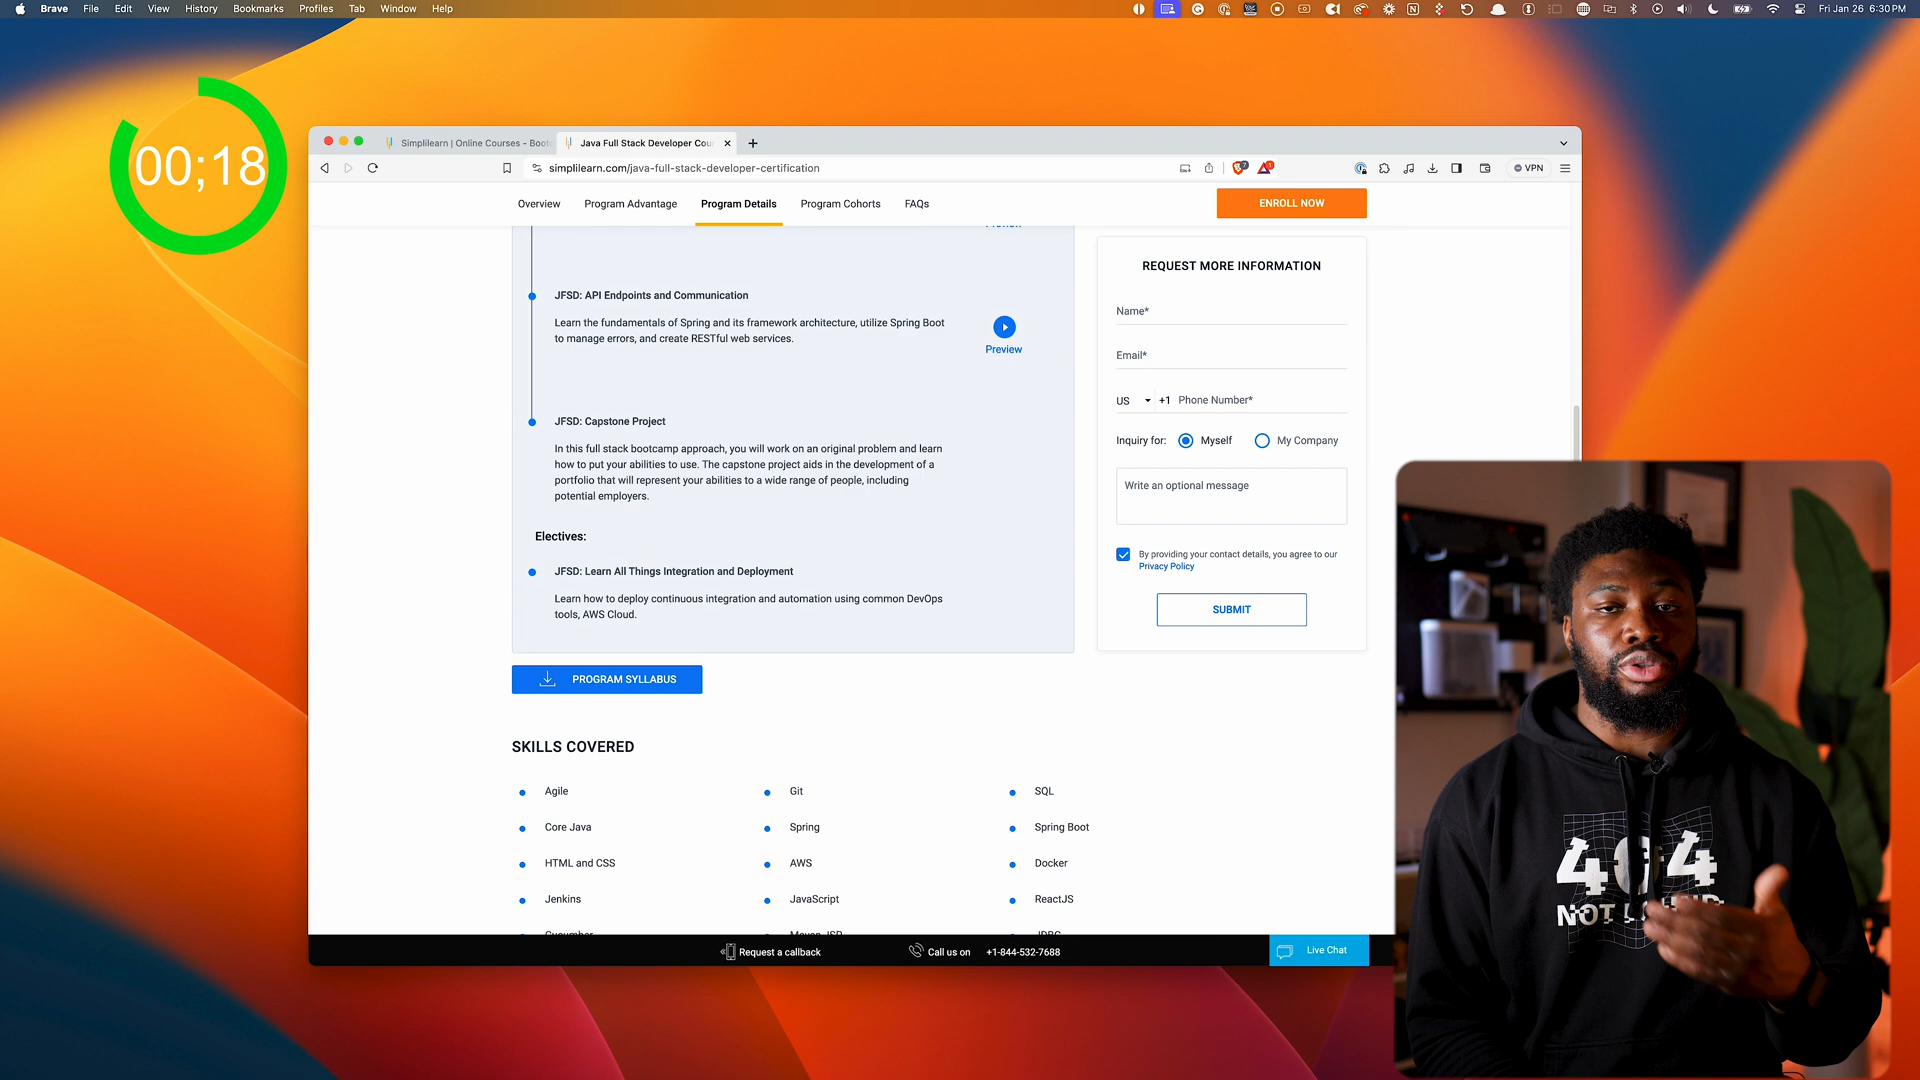 Brave File Edit View History Bookmarks Profiles Tab Window Help Fri Jan 26 6:30 PM
00;18
Simplilearn | Online Courses - Boot
Java Full Stack Developer Cou
simplilearn.com/java-full-stack-developer-certification
VPN
Overview Program Advantage Program Details Program Cohorts FAQs
ENROLL NOW
JFSD: API Endpoints and Communication
Learn the fundamentals of Spring and its framework architecture, utilize Spring Boot
to manage errors, and create RESTful web services.
Preview
JFSD: Capstone Project
In this full stack bootcamp approach, you will work on an original problem and learn
how to put your abilities to use. The capstone project aids in the development of a
portfolio that will represent your abilities to a wide range of people, including
potential employers.
Electives:
JFSD: Learn All Things Integration and Deployment
Learn how to deploy continuous integration and automation using common DevOps
tools, AWS Cloud.
PROGRAM SYLLABUS
REQUEST MORE INFORMATION
Name*
Email*
US +1 Phone Number*
Inquiry for: Myself My Company
Write an optional message
By providing your contact details, you agree to our
Privacy Policy
SUBMIT
SKILLS COVERED
Agile Git SQL
Core Java Spring Spring Boot
HTML and CSS AWS Docker
Jenkins JavaScript ReactJS
Request a callback
Call us on +1-844-532-7688
Live Chat
404
NOT